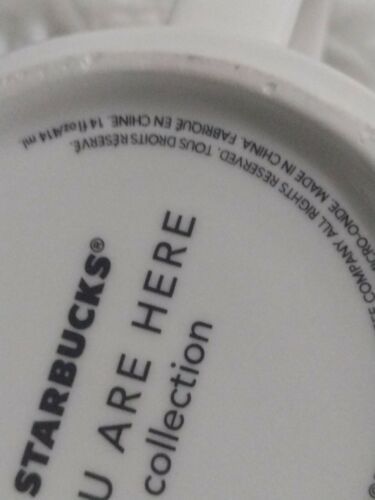 STARBUCKS®
U ARE HERE
collection
COMPANY ALL RIGHTS RESERVED. TOUS DROITS RÉSERVÉ.
MICRO-ONDE. MADE IN CHINA. FABRIQUÉ EN CHINE. 14 fl oz/414 ml